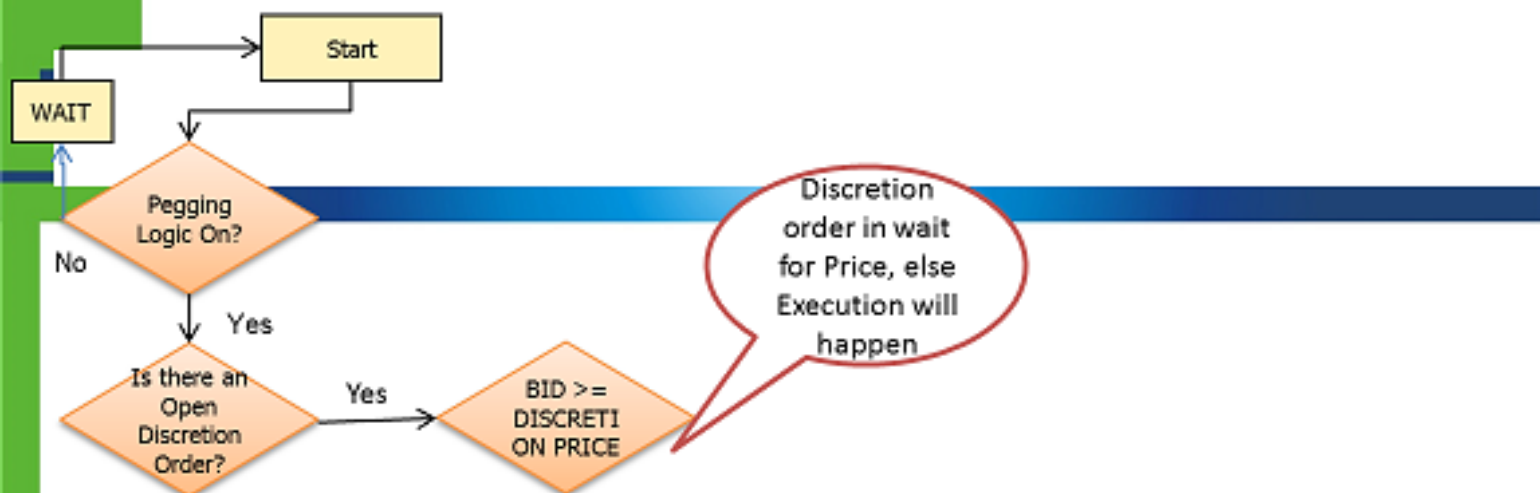 Start
WAIT
Pegging
Logic On?
No
Yes
Is there an
Open
Discretion
Order?
Yes
BID >=
DISCRETI
ON PRICE
Discretion
order in wait
for Price, else
Execution will
happen